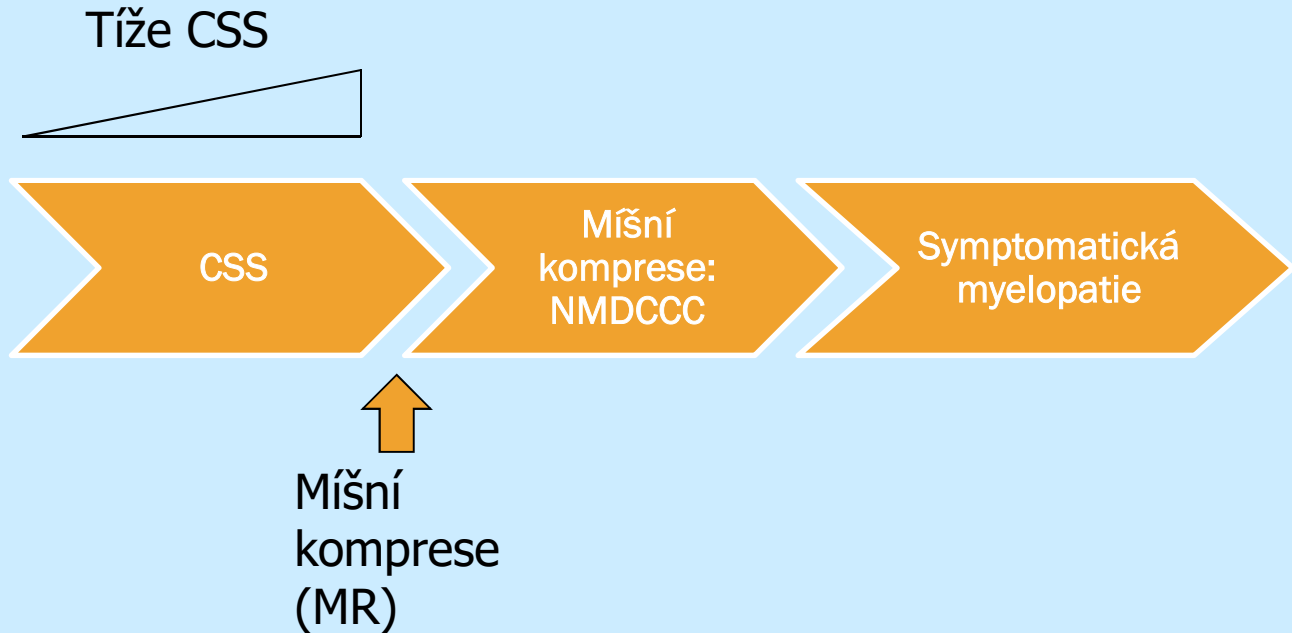 Tíže CSS
CSS
Míšní
komprese:
NMDCCC
Symptomatická
myelopatie
Míšní
komprese
(MR)